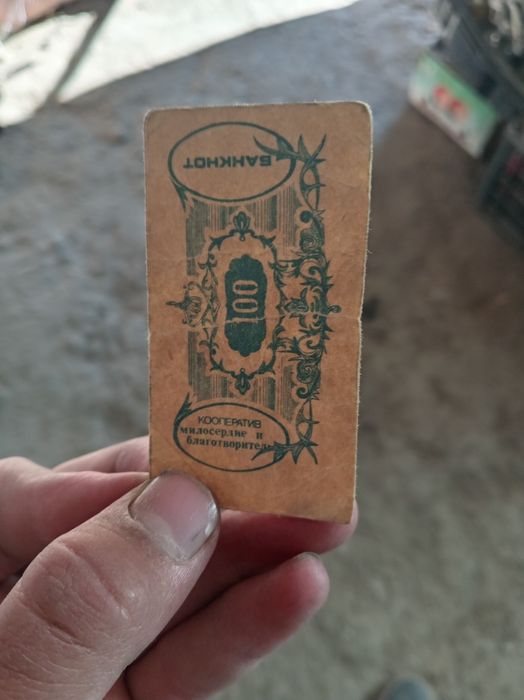 БАНКНОТ
100
КООПЕРАТИВ
милосердие и
благотворитель